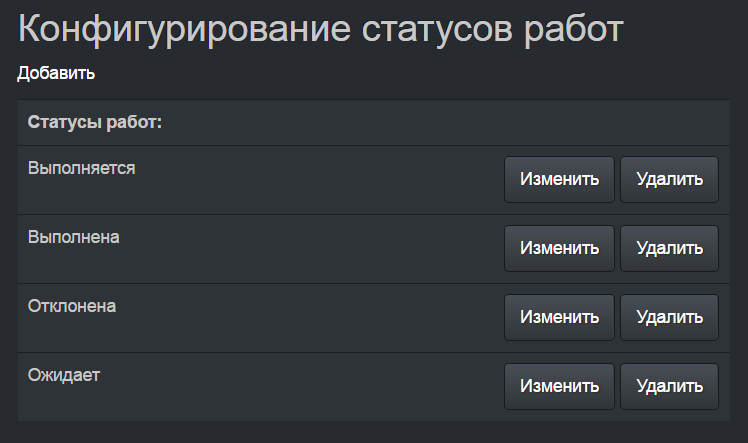 Конфигурирование статусов работ
Добавить
Статусы работ:
Выполняется Изменить Удалить
Выполнена Изменить Удалить
Отклонена Изменить Удалить
Ожидает Изменить Удалить